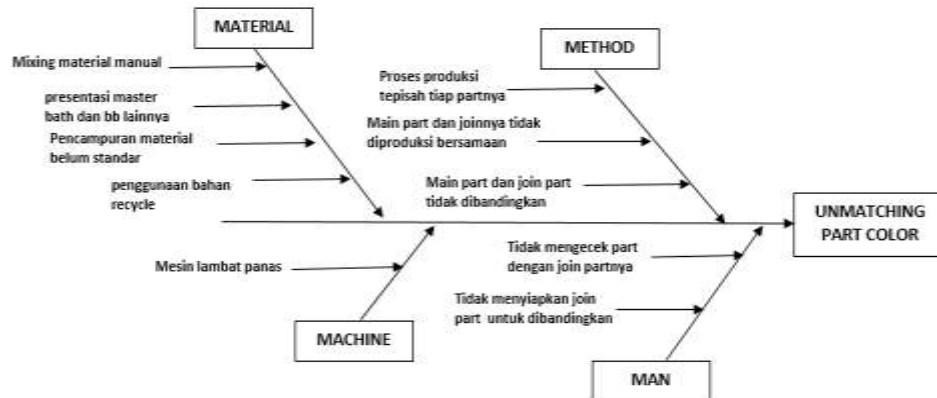 MATERIAL
Mixing material manual
presentasi master
bath dan bb lainnya
Pencampuran material
belum standar
penggunaan bahan
recycle
METHOD
Proses produksi
tepisah tiap partnya
Main part dan joinnya tidak
diproduksi bersamaan
Main part dan join part
tidak dibandingkan
UNMATCHING
PART COLOR
Mesin lambat panas
MACHINE
Tidak mengecek part
dengan join partnya
Tidak menyiapkan join
part untuk dibandingkan
MAN